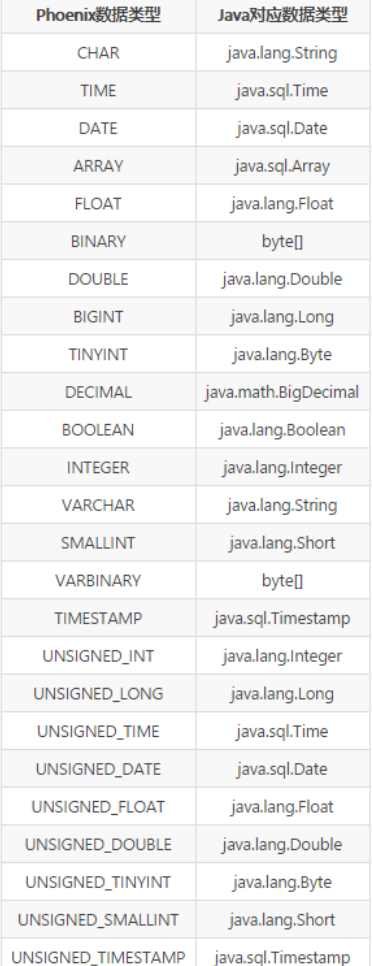 Phoenix数据类型 Java对应数据类型
CHAR java.lang.String
TIME java.sql.Time
DATE java.sql.Date
ARRAY java.sql.Array
FLOAT java.lang.Float
BINARY byte[]
DOUBLE java.lang.Double
BIGINT java.lang.Long
TINYINT java.lang.Byte
DECIMAL java.math.BigDecimal
BOOLEAN java.lang.Boolean
INTEGER java.lang.Integer
VARCHAR java.lang.String
SMALLINT java.lang.Short
VARBINARY byte[]
TIMESTAMP java.sql.Timestamp
UNSIGNED_INT java.lang.Integer
UNSIGNED_LONG java.lang.Long
UNSIGNED_TIME java.sql.Time
UNSIGNED_DATE java.sql.Date
UNSIGNED_FLOAT java.lang.Float
UNSIGNED_DOUBLE java.lang.Double
UNSIGNED_TINYINT java.lang.Byte
UNSIGNED_SMALLINT java.lang.Short
UNSIGNED_TIMESTAMP java.sql.Timestamp